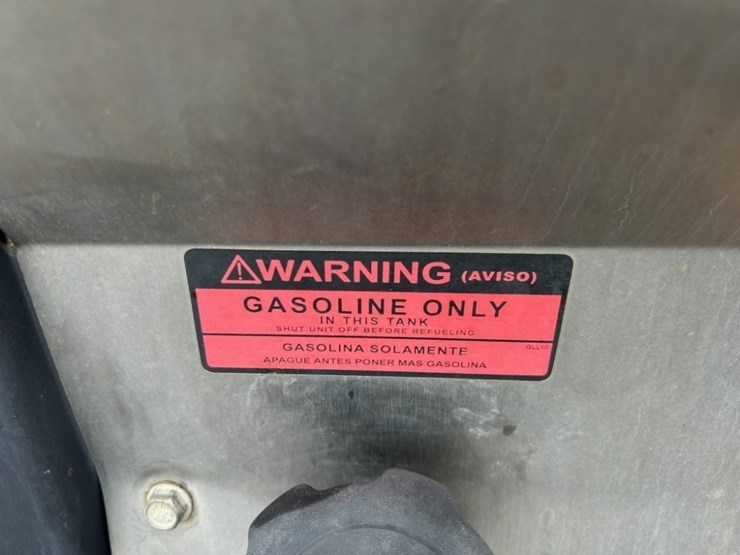 WARNING (AVISO)
GASOLINE ONLY
IN THIS TANK
SHUT UNIT OFF BEFORE REFUELING
GASOLINA SOLAMENTE
APAGUE ANTES PONER MAS GASOLINA